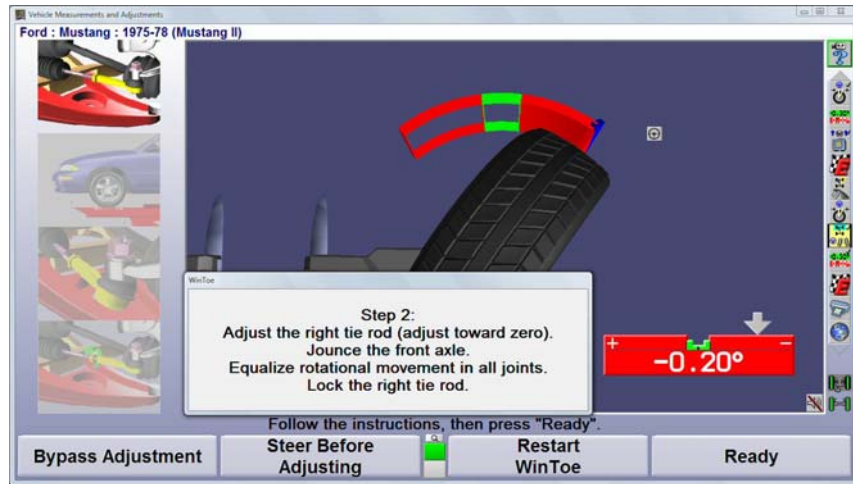 Vehicle Measurements and Adjustments
Ford : Mustang : 1975-78 (Mustang II)
WinToe
Step 2:
Adjust the right tie rod (adjust toward zero).
Jounce the front axle.
Equalize rotational movement in all joints.
Lock the right tie rod.
+ −
-0.20°
Follow the instructions, then press "Ready".
Bypass Adjustment
Steer Before
Adjusting
Restart
WinToe
Ready